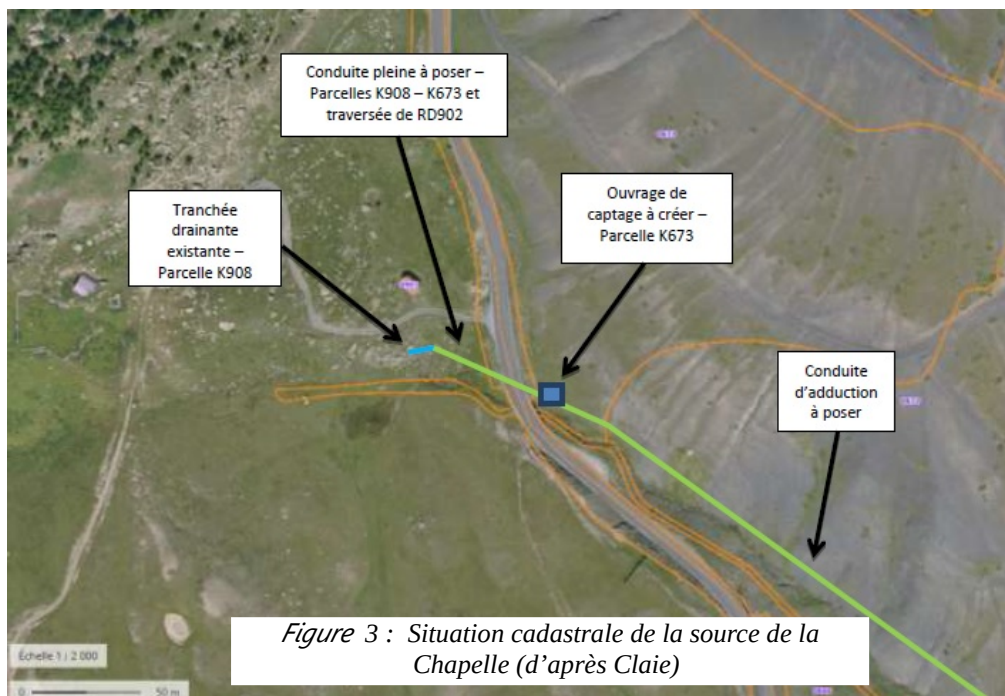 Conduite pleine à poser –
Parcelles K908 – K673 et
traversée de RD902
Ouvrage de
captage à créer –
Parcelle K673
Tranchée
drainante
existante –
Parcelle K908
Conduite
d'adduction
à poser
Figure 3 : Situation cadastrale de la source de la
Chapelle (d'après Claie)
Échelle 1 / 2 000
0
50 m